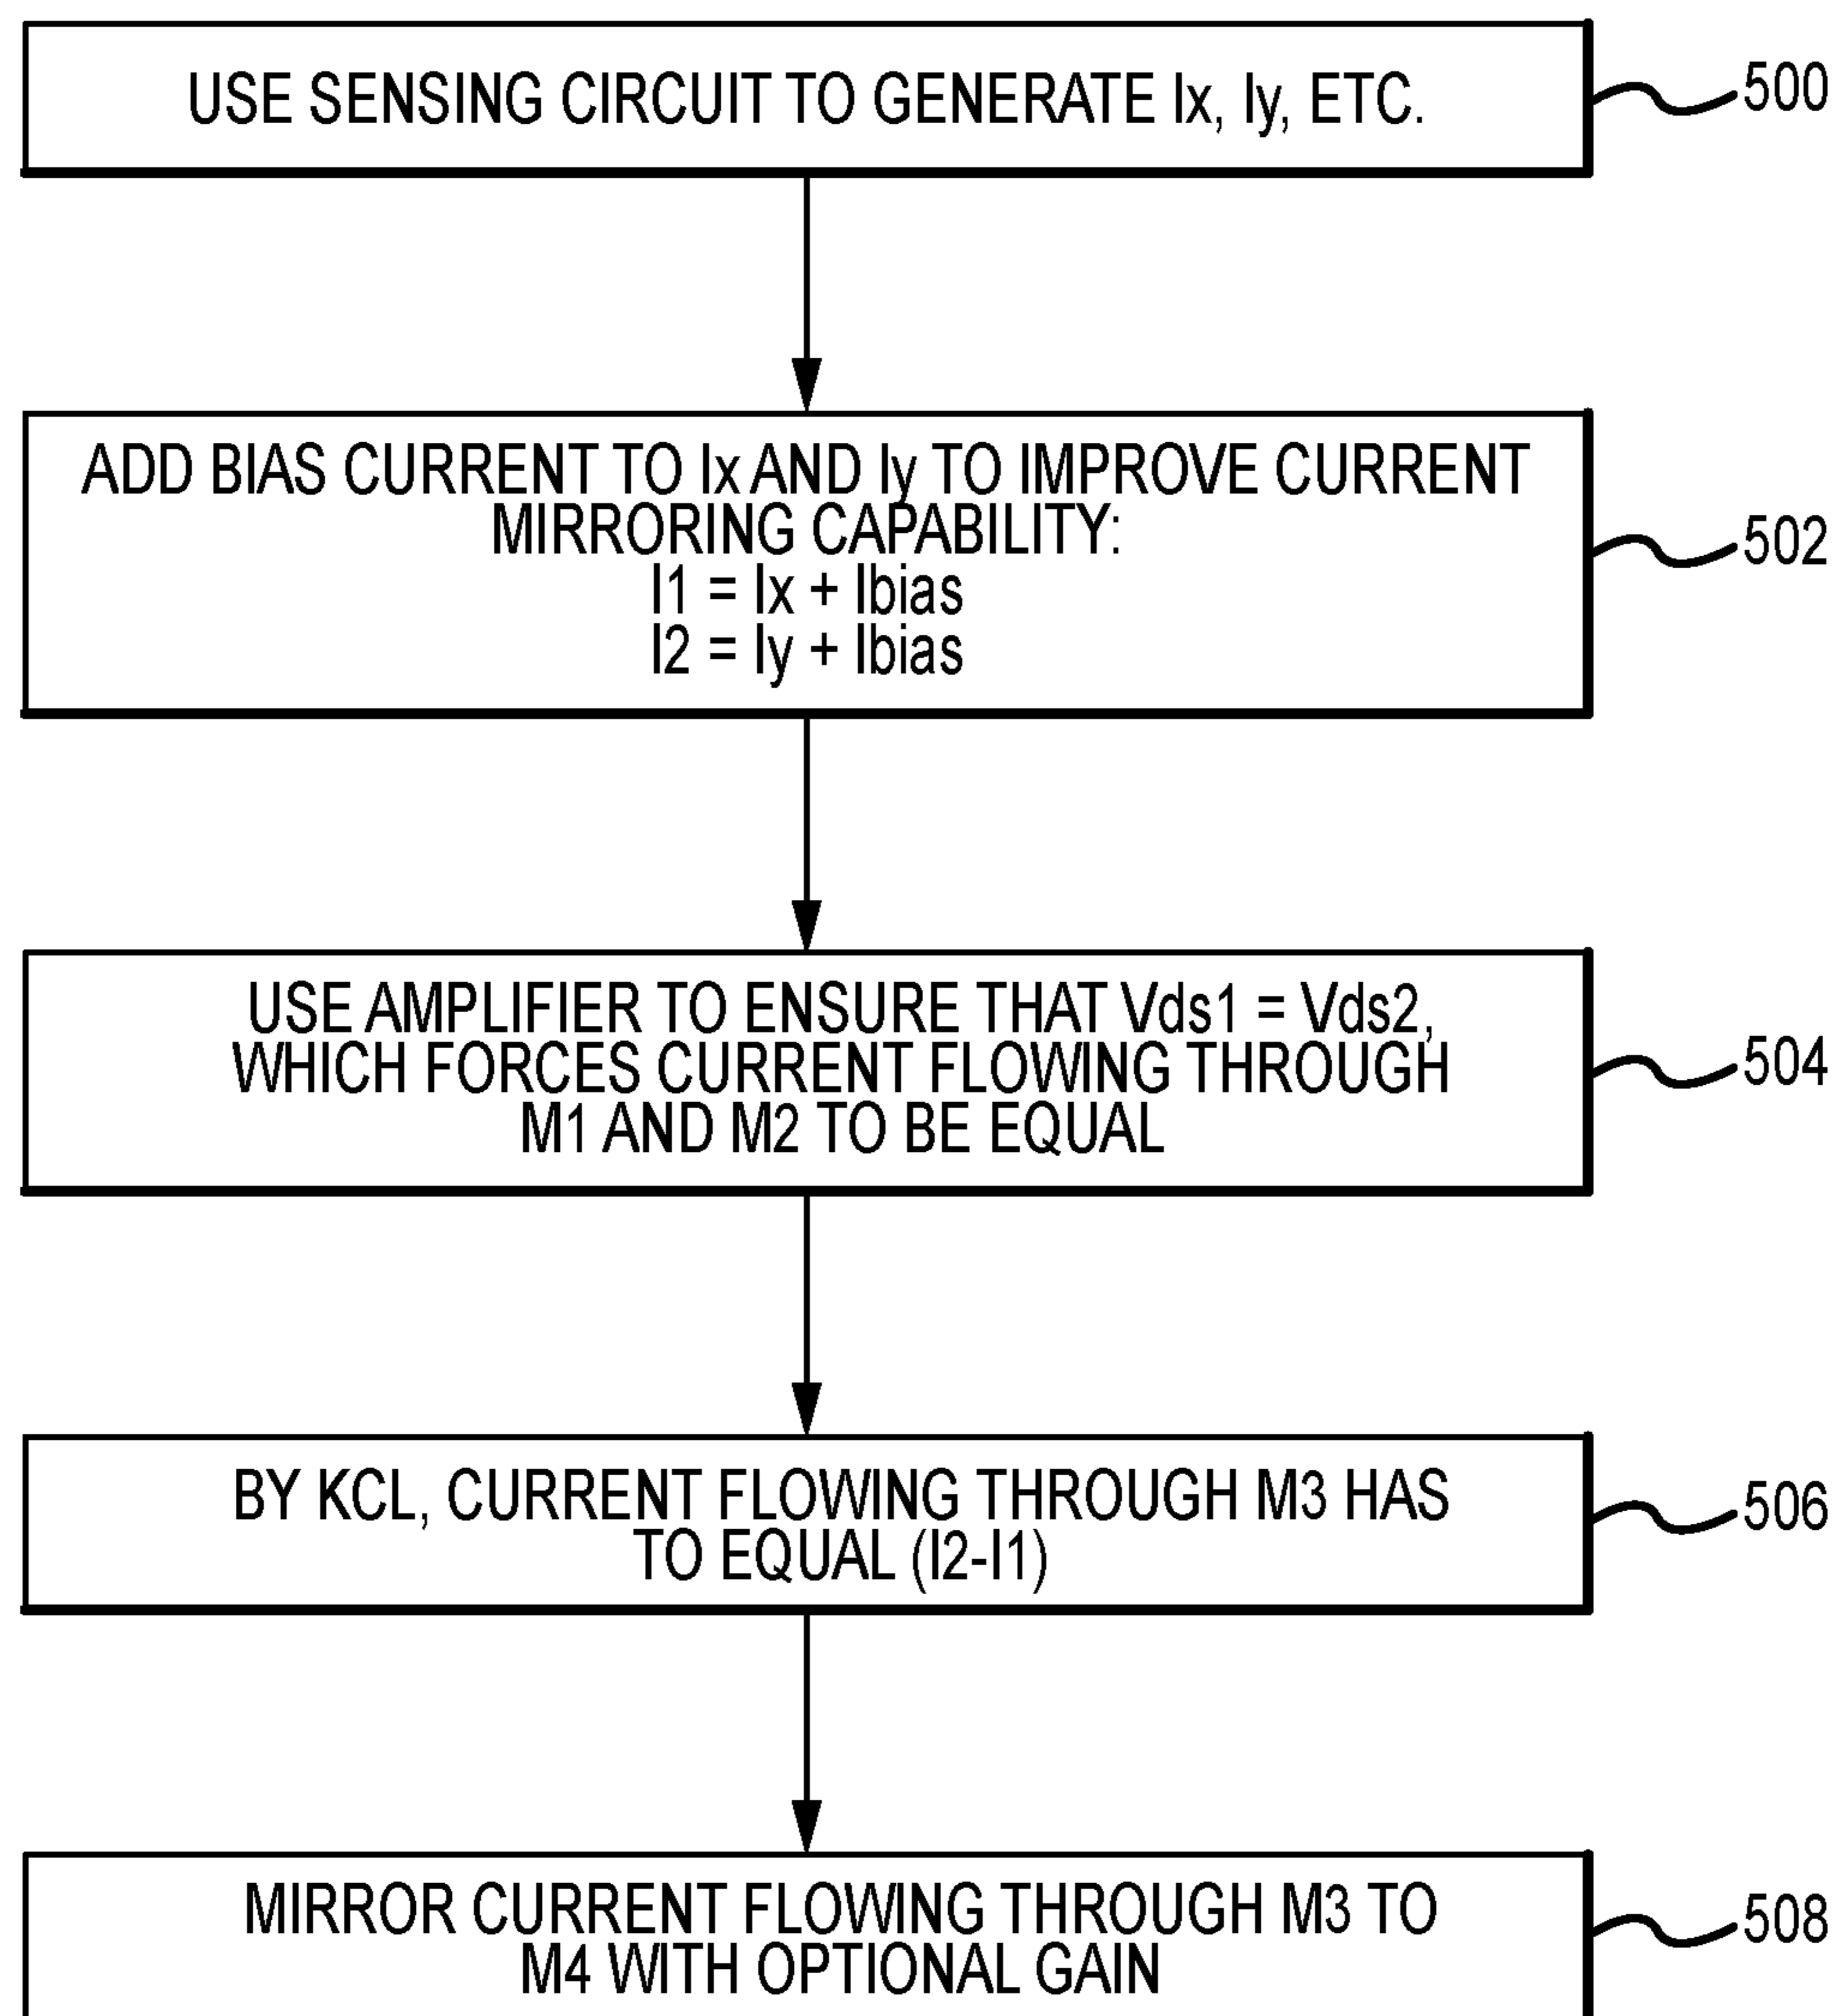 USE SENSING CIRCUIT TO GENERATE Ix, Iy, ETC.
500
ADD BIAS CURRENT TO Ix AND Iy TO IMPROVE CURRENT
MIRRORING CAPABILITY:
I1 = Ix + Ibias
I2 = Iy + Ibias
502
USE AMPLIFIER TO ENSURE THAT Vds1 = Vds2,
WHICH FORCES CURRENT FLOWING THROUGH
M1 AND M2 TO BE EQUAL
504
BY KCL, CURRENT FLOWING THROUGH M3 HAS
TO EQUAL (I2-I1)
506
MIRROR CURRENT FLOWING THROUGH M3 TO
M4 WITH OPTIONAL GAIN
508